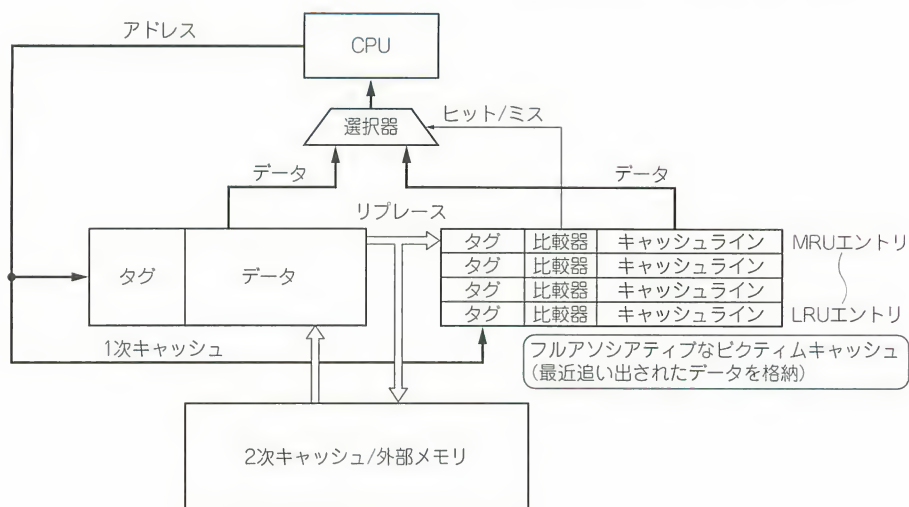 アドレス
CPU
選択器
ヒット/ミス
データ
データ
リプレース
タグ
データ
タグ 比較器 キャッシュライン MRUエントリ
タグ 比較器 キャッシュライン
タグ 比較器 キャッシュライン
タグ 比較器 キャッシュライン LRUエントリ
1次キャッシュ
フルアソシアティブなビクティムキャッシュ
(最近追い出されたデータを格納)
2次キャッシュ/外部メモリ